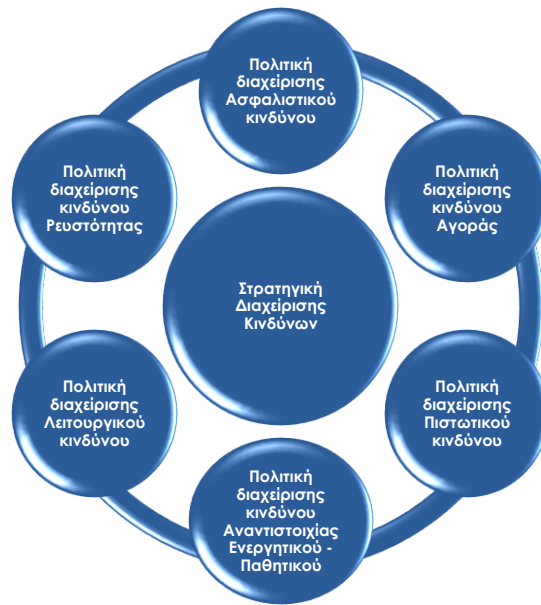 Πολιτική
διαχείρισης
Ασφαλιστικού
κινδύνου
Πολιτική
διαχείρισης
κινδύνου
Αγοράς
Πολιτική
διαχείρισης
Πιστωτικού
κινδύνου
Πολιτική
διαχείρισης
κινδύνου
Αναντιστοιχίας
Ενεργητικού -
Παθητικού
Πολιτική
διαχείρισης
Λειτουργικού
κινδύνου
Πολιτική
διαχείρισης
κινδύνου
Ρευστότητας
Στρατηγική
Διαχείρισης
Κινδύνων